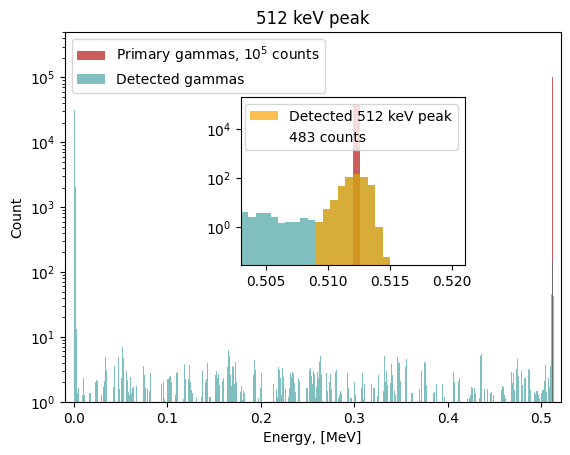 512 keV peak
Primary gammas, 10⁵ counts
Detected gammas
Detected 512 keV peak
483 counts
10⁴
10²
10⁰
0.505 0.510 0.515 0.520
10⁵
10⁴
10³
10²
10¹
10⁰
Count
0.0 0.1 0.2 0.3 0.4 0.5
Energy, [MeV]